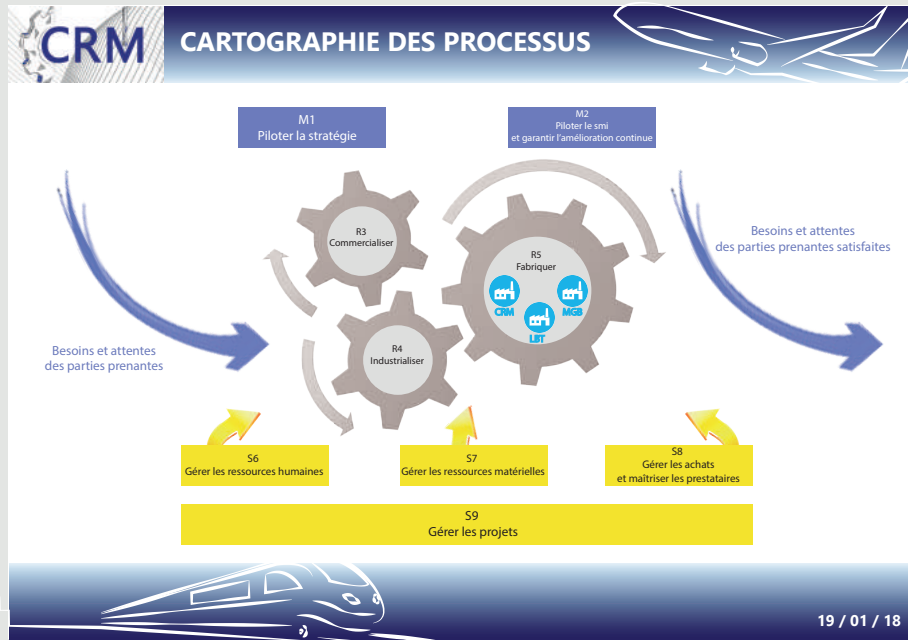 CRM
CARTOGRAPHIE DES PROCESSUS
M1
Piloter la stratégie
M2
Piloter le smi
et garantir l'amélioration continue
R3
Commercialiser
R5
Fabriquer
CRM
MGB
LBT
R4
Industrialiser
Besoins et attentes
des parties prenantes satisfaites
Besoins et attentes
des parties prenantes
S6
Gérer les ressources humaines
S7
Gérer les ressources matérielles
S8
Gérer les achats
et maîtriser les prestataires
S9
Gérer les projets
19 / 01 / 18